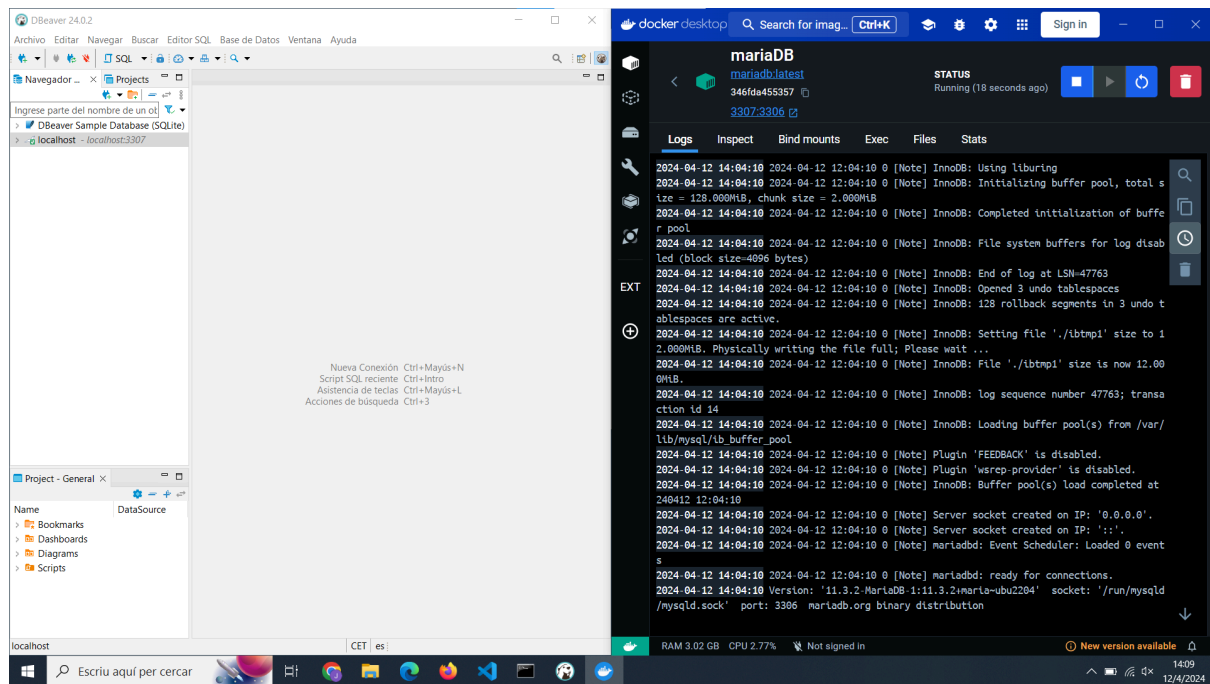 DBeaver 24.0.2
Archivo Editar Navegar Buscar Editor SQL Base de Datos Ventana Ayuda
SQL
Navegador ...
Projects
Ingrese parte del nombre de un ob
DBeaver Sample Database (SQLite)
localhost - localhost:3307
Nueva Conexión Ctrl+Mayús+N
Script SQL reciente Ctrl+Intro
Asistencia de teclas Ctrl+Mayús+L
Acciones de búsqueda Ctrl+3
Project - General
Name DataSource
Bookmarks
Dashboards
Diagrams
Scripts
localhost CET es
docker desktop Search for imag... Ctrl+K Sign in
mariaDB
mariadb:latest
346fda455357
3307:3306
STATUS
Running (18 seconds ago)
Logs Inspect Bind mounts Exec Files Stats
EXT
2024-04-12 14:04:10 2024-04-12 12:04:10 0 [Note] InnoDB: Using liburing
2024-04-12 14:04:10 2024-04-12 12:04:10 0 [Note] InnoDB: Initializing buffer pool, total s
ize = 128.000MiB, chunk size = 2.000MiB
2024-04-12 14:04:10 2024-04-12 12:04:10 0 [Note] InnoDB: Completed initialization of buffe
r pool
2024-04-12 14:04:10 2024-04-12 12:04:10 0 [Note] InnoDB: File system buffers for log disab
led (block size=4096 bytes)
2024-04-12 14:04:10 2024-04-12 12:04:10 0 [Note] InnoDB: End of log at LSN=47763
2024-04-12 14:04:10 2024-04-12 12:04:10 0 [Note] InnoDB: Opened 3 undo tablespaces
2024-04-12 14:04:10 2024-04-12 12:04:10 0 [Note] InnoDB: 128 rollback segments in 3 undo t
ablespaces are active.
2024-04-12 14:04:10 2024-04-12 12:04:10 0 [Note] InnoDB: Setting file './ibtmp1' size to 1
2.000MiB. Physically writing the file full; Please wait ...
2024-04-12 14:04:10 2024-04-12 12:04:10 0 [Note] InnoDB: File './ibtmp1' size is now 12.00
0MiB.
2024-04-12 14:04:10 2024-04-12 12:04:10 0 [Note] InnoDB: log sequence number 47763; transa
ction id 14
2024-04-12 14:04:10 2024-04-12 12:04:10 0 [Note] InnoDB: Loading buffer pool(s) from /var/
lib/mysql/ib_buffer_pool
2024-04-12 14:04:10 2024-04-12 12:04:10 0 [Note] Plugin 'FEEDBACK' is disabled.
2024-04-12 14:04:10 2024-04-12 12:04:10 0 [Note] Plugin 'wsrep-provider' is disabled.
2024-04-12 14:04:10 2024-04-12 12:04:10 0 [Note] InnoDB: Buffer pool(s) load completed at
240412 12:04:10
2024-04-12 14:04:10 2024-04-12 12:04:10 0 [Note] Server socket created on IP: '0.0.0.0'.
2024-04-12 14:04:10 2024-04-12 12:04:10 0 [Note] Server socket created on IP: '::'.
2024-04-12 14:04:10 2024-04-12 12:04:10 0 [Note] mariadbd: Event Scheduler: Loaded 0 event
s
2024-04-12 14:04:10 2024-04-12 12:04:10 0 [Note] mariadbd: ready for connections.
2024-04-12 14:04:10 Version: '11.3.2-MariaDB-1:11.3.2+maria~ubu2204' socket: '/run/mysqld
/mysqld.sock' port: 3306 mariadb.org binary distribution
RAM 3.02 GB CPU 2.77% Not signed in New version available
Escriu aquí per cercar
14:09
12/4/2024